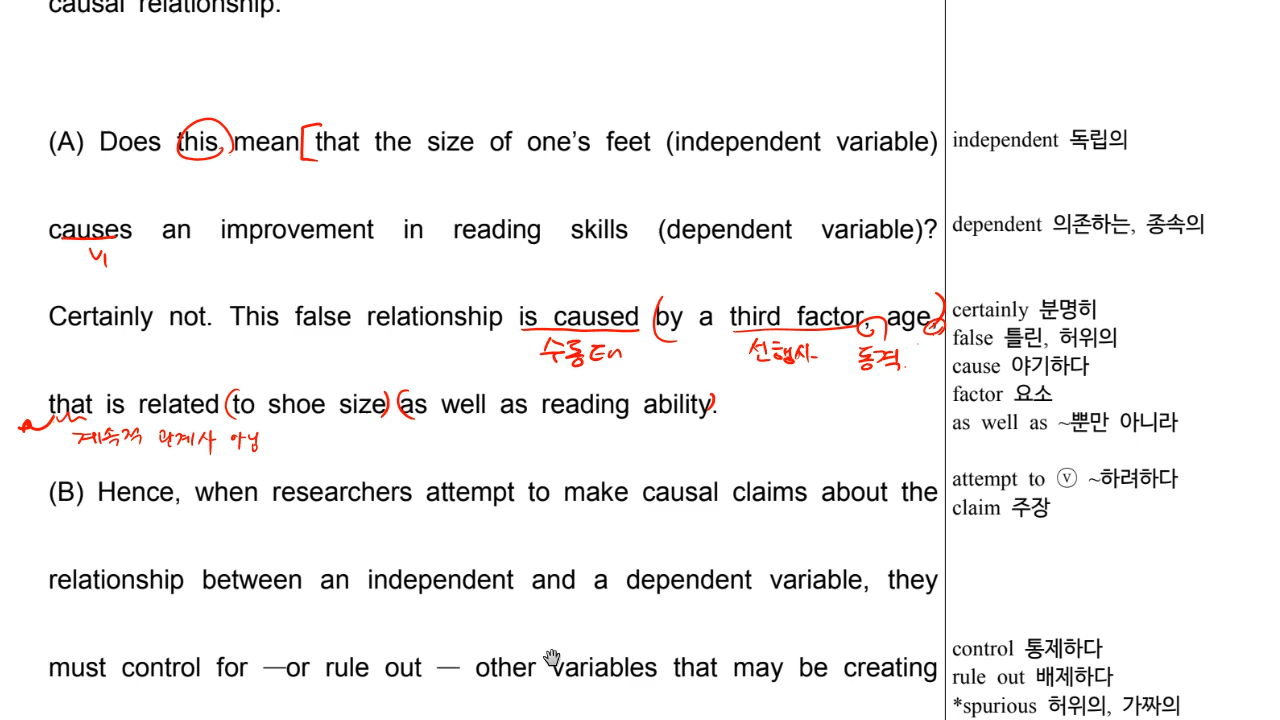 causal relationship.
(A) Does this mean that the size of one's feet (independent variable)
independent 독립의
causes an improvement in reading skills (dependent variable)?
dependent 의존하는, 종속의
V₁
Certainly not. This false relationship is caused by a third factor, age
certainly 분명히
false 틀린, 허위의
수동태
선행사
동격
cause 야기하다
factor 요소
that is related to shoe size as well as reading ability.
as well as ~뿐만 아니라
계속적 관계사 아님
(B) Hence, when researchers attempt to make causal claims about the
attempt to ⓥ ~하려하다
claim 주장
relationship between an independent and a dependent variable, they
must control for —or rule out — other variables that may be creating
control 통제하다
rule out 배제하다
*spurious 허위의, 가짜의